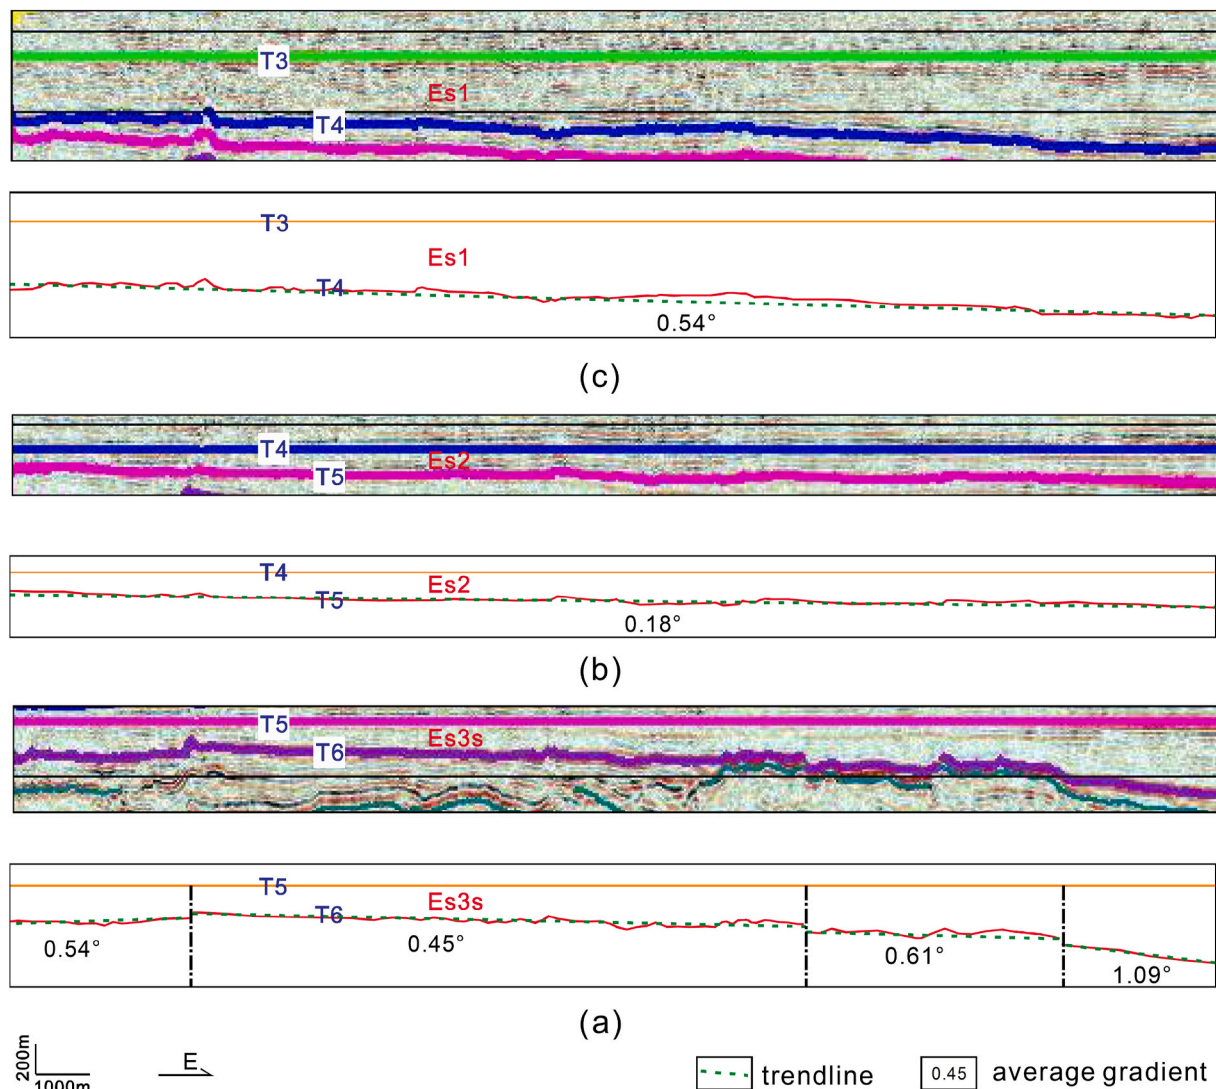 T3
Es1
T4
T3
Es1
T4
0.54°
(c)
T4
Es2
T5
T4
Es2
T5
0.18°
(b)
T5
Es3s
T6
T5
Es3s
T6
0.54°
0.45°
0.61°
1.09°
(a)
200m
1000m
E
trendline
0.45
average gradient